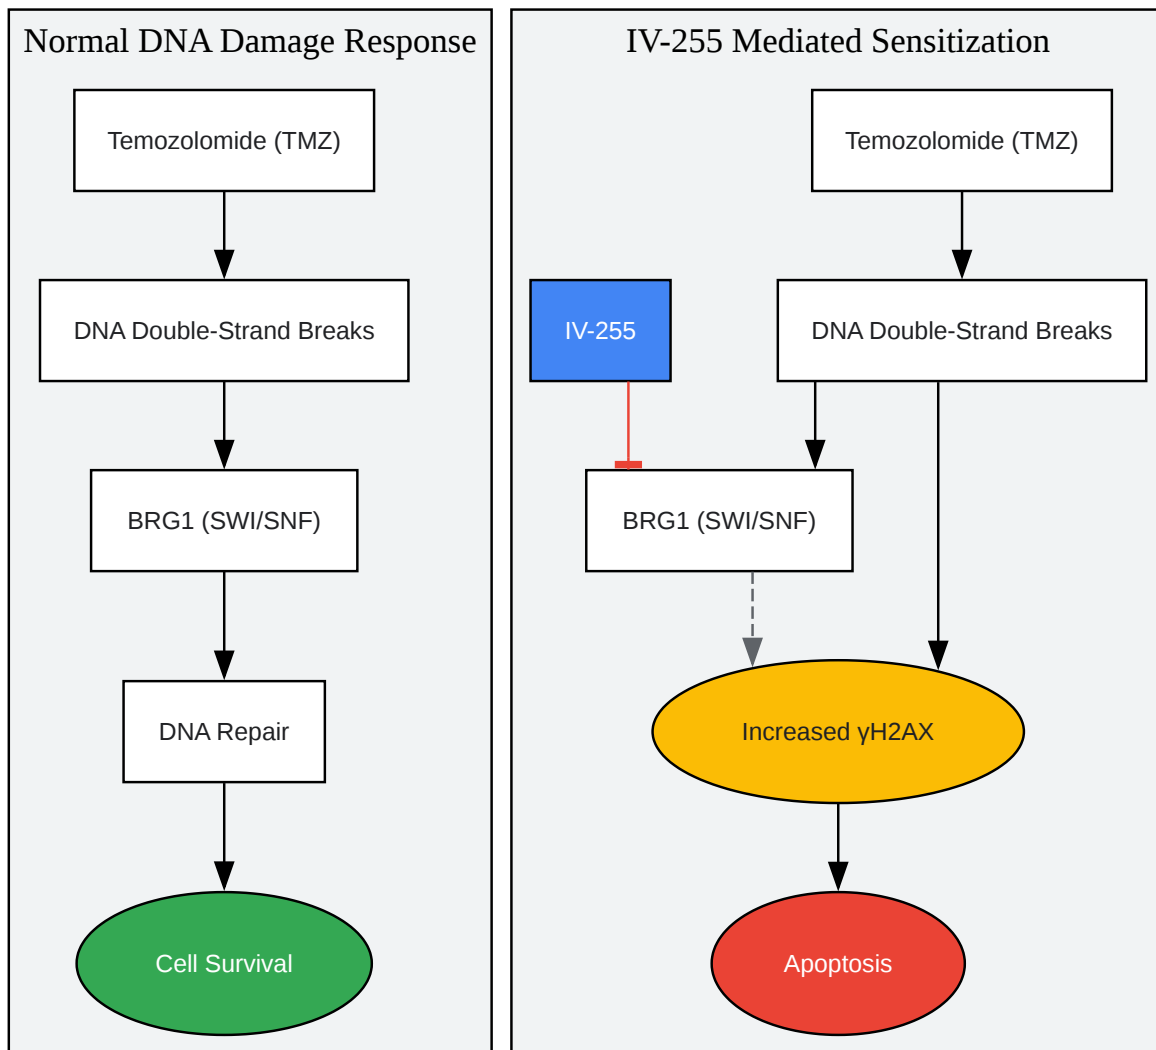 Normal DNA Damage Response
Temozolomide (TMZ)
DNA Double-Strand Breaks
BRG1 (SWI/SNF)
DNA Repair
Cell Survival
IV-255 Mediated Sensitization
Temozolomide (TMZ)
IV-255
DNA Double-Strand Breaks
BRG1 (SWI/SNF)
Increased γH2AX
Apoptosis